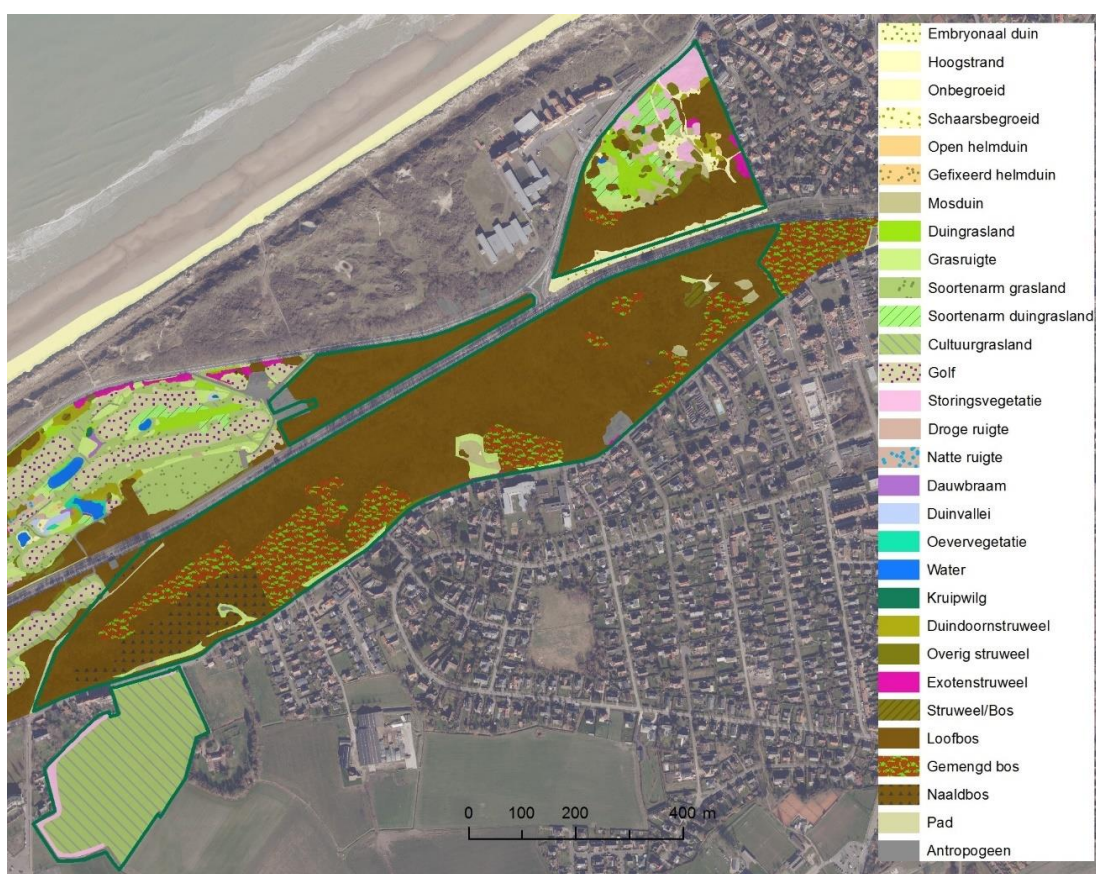 Embryonaal duin
Hoogstrand
Onbegroeid
Schaarsbegroeid
Open helmduin
Gefixeerd helmduin
Mosduin
Duingrasland
Grasruigte
Soortenarm grasland
Soortenarm duingrasland
Cultuurgrasland
Golf
Storingsvegetatie
Droge ruigte
Natte ruigte
Dauwbraam
Duinvallei
Oevervegetatie
Water
Kruipwilg
Duindoornstruweel
Overig struweel
Exotenstruweel
Struweel/Bos
Loofbos
Gemengd bos
Naaldbos
Pad
Antropogeen
0 100 200 400 m